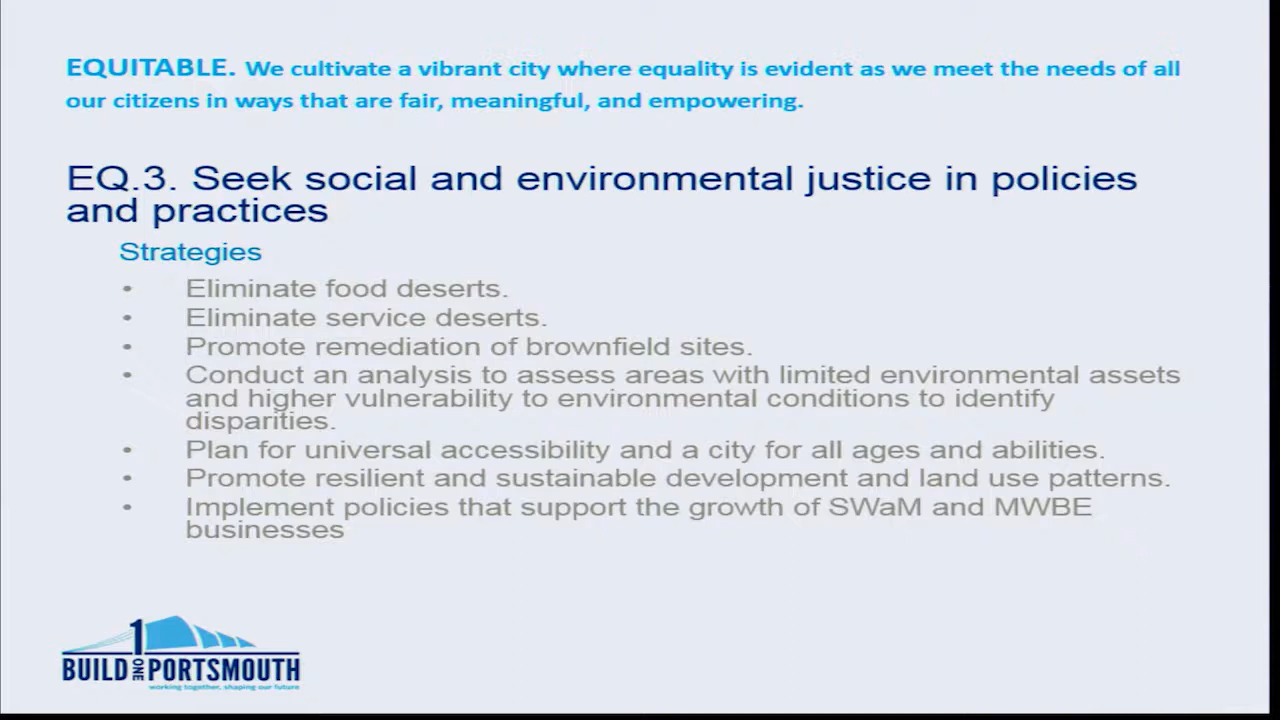 EQUITABLE. We cultivate a vibrant city where equality is evident as we meet the needs of all
our citizens in ways that are fair, meaningful, and empowering.
EQ.3. Seek social and environmental justice in policies
and practices
Strategies
• Eliminate food deserts.
• Eliminate service deserts.
• Promote remediation of brownfield sites.
• Conduct an analysis to assess areas with limited environmental assets
and higher vulnerability to environmental conditions to identify
disparities.
• Plan for universal accessibility and a city for all ages and abilities.
• Promote resilient and sustainable development and land use patterns.
• Implement policies that support the growth of SWaM and MWBE
businesses
1
BUILD ONE PORTSMOUTH
working together, shaping our future